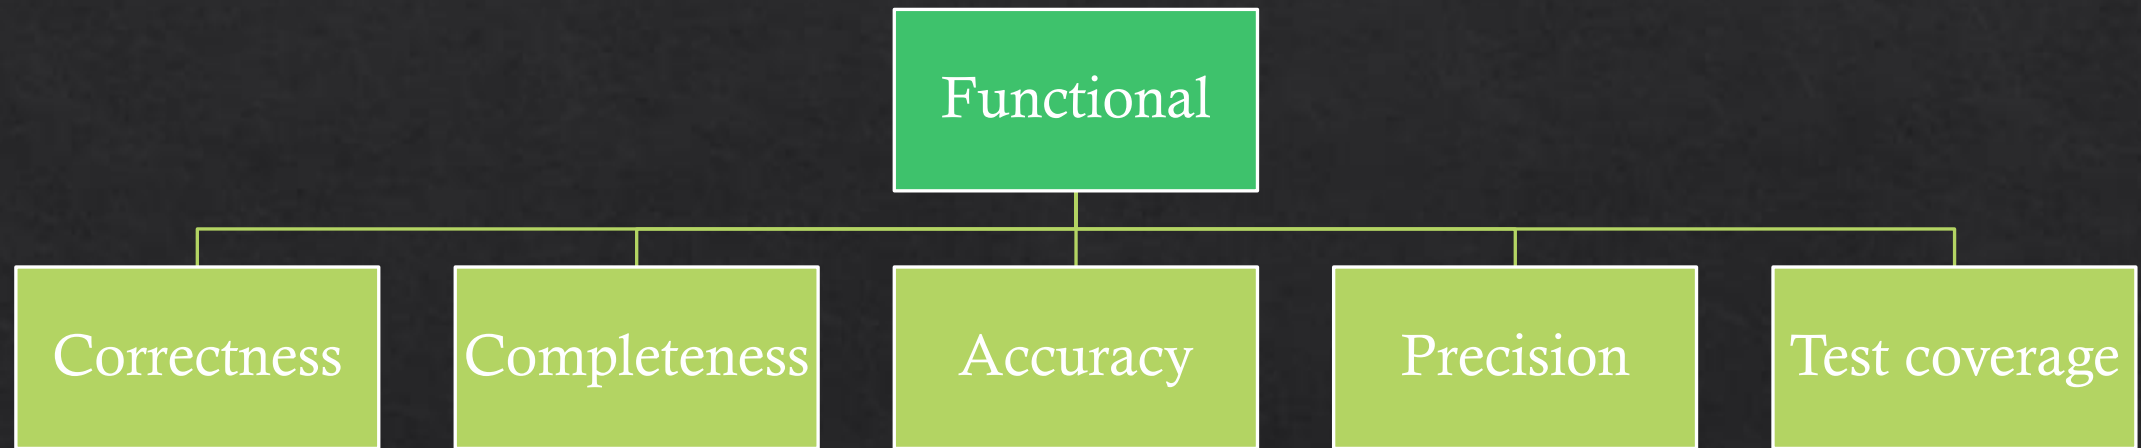 Functional
Correctness
Completeness
Accuracy
Precision
Test coverage